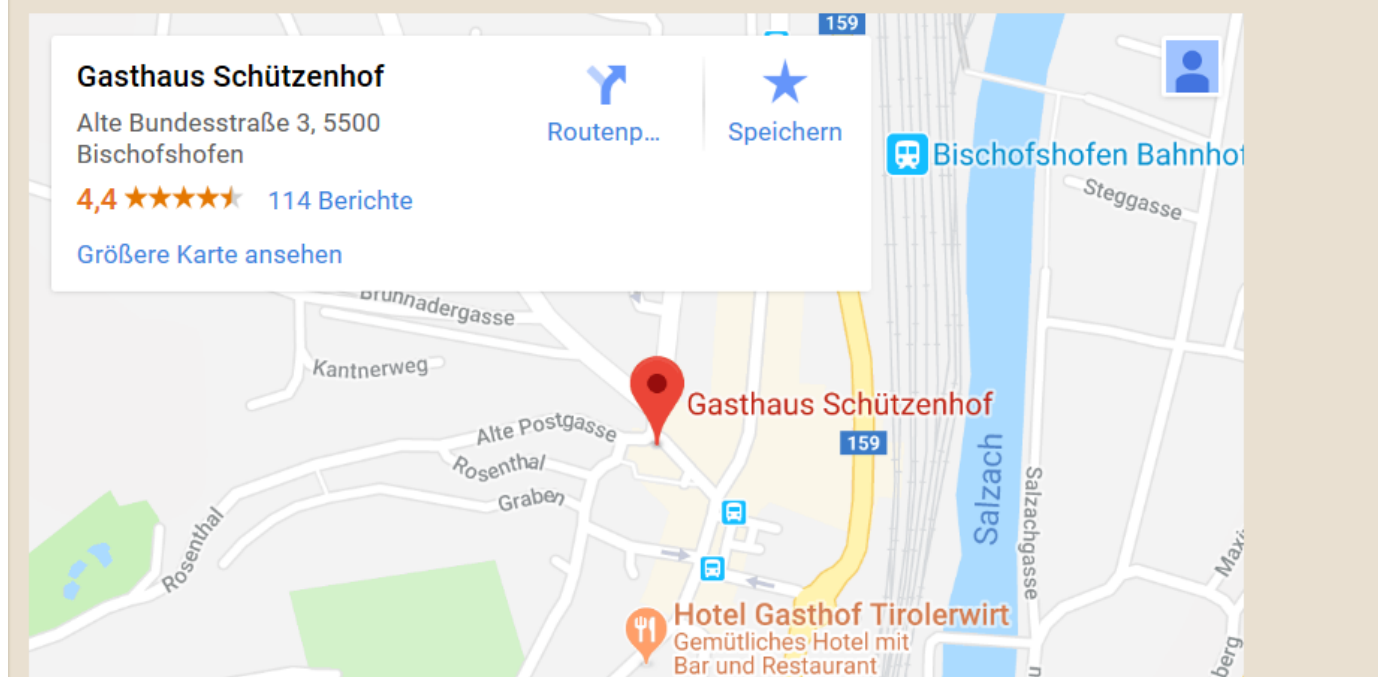 159
Gasthaus Schützenhof
Alte Bundesstraße 3, 5500
Bischofshofen
4,4
114 Berichte
Größere Karte ansehen
Routenp...
Speichern
Bischofshofen Bahnhof
Steggasse
Brunnadergasse
Kantnerweg
Gasthaus Schützenhof
Alte Postgasse
159
Rosenthal
Graben
Salzach
Salzachgasse
Rosenthal
Maxi
Hotel Gasthof Tirolerwirt
Gemütliches Hotel mit
Bar und Restaurant
berg